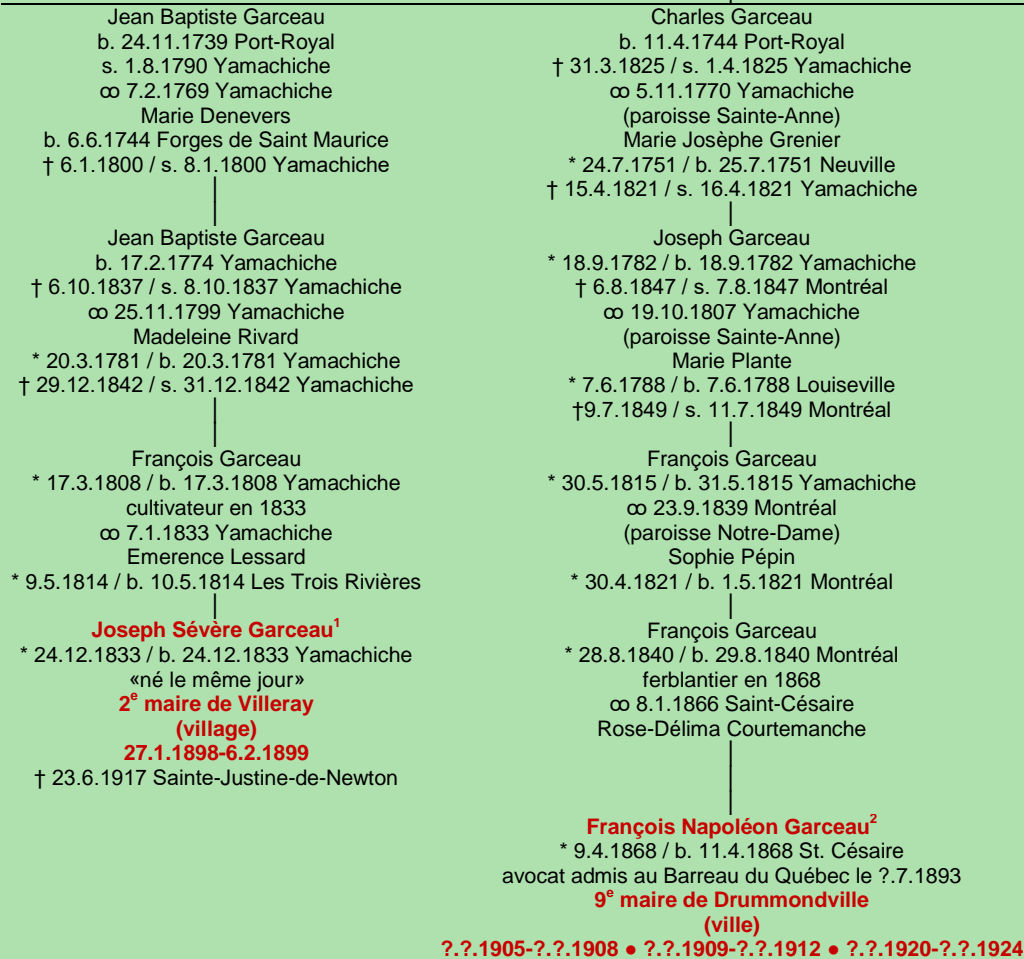 Jean Baptiste Garceau
b. 24.11.1739 Port-Royal
s. 1.8.1790 Yamachiche
ꝏ 7.2.1769 Yamachiche
Marie Denevers
b. 6.6.1744 Forges de Saint Maurice
† 6.1.1800 / s. 8.1.1800 Yamachiche
Jean Baptiste Garceau
b. 17.2.1774 Yamachiche
† 6.10.1837 / s. 8.10.1837 Yamachiche
ꝏ 25.11.1799 Yamachiche
Madeleine Rivard
* 20.3.1781 / b. 20.3.1781 Yamachiche
† 29.12.1842 / s. 31.12.1842 Yamachiche
François Garceau
* 17.3.1808 / b. 17.3.1808 Yamachiche
cultivateur en 1833
ꝏ 7.1.1833 Yamachiche
Emerence Lessard
* 9.5.1814 / b. 10.5.1814 Les Trois Rivières
Joseph Sévère Garceau¹
* 24.12.1833 / b. 24.12.1833 Yamachiche
«né le même jour»
2e maire de Villeray
(village)
27.1.1898-6.2.1899
† 23.6.1917 Sainte-Justine-de-Newton
Charles Garceau
b. 11.4.1744 Port-Royal
† 31.3.1825 / s. 1.4.1825 Yamachiche
ꝏ 5.11.1770 Yamachiche
(paroisse Sainte-Anne)
Marie Josèphe Grenier
* 24.7.1751 / b. 25.7.1751 Neuville
† 15.4.1821 / s. 16.4.1821 Yamachiche
Joseph Garceau
* 18.9.1782 / b. 18.9.1782 Yamachiche
† 6.8.1847 / s. 7.8.1847 Montréal
ꝏ 19.10.1807 Yamachiche
(paroisse Sainte-Anne)
Marie Plante
* 7.6.1788 / b. 7.6.1788 Louiseville
†9.7.1849 / s. 11.7.1849 Montréal
François Garceau
* 30.5.1815 / b. 31.5.1815 Yamachiche
ꝏ 23.9.1839 Montréal
(paroisse Notre-Dame)
Sophie Pépin
* 30.4.1821 / b. 1.5.1821 Montréal
François Garceau
* 28.8.1840 / b. 29.8.1840 Montréal
ferblantier en 1868
ꝏ 8.1.1866 Saint-Césaire
Rose-Délima Courtemanche
François Napoléon Garceau²
* 9.4.1868 / b. 11.4.1868 St. Césaire
avocat admis au Barreau du Québec le ?.7.1893
9e maire de Drummondville
(ville)
?.?.1905-?.?.1908 ● ?.?.1909-?.?.1912 ● ?.?.1920-?.?.1924